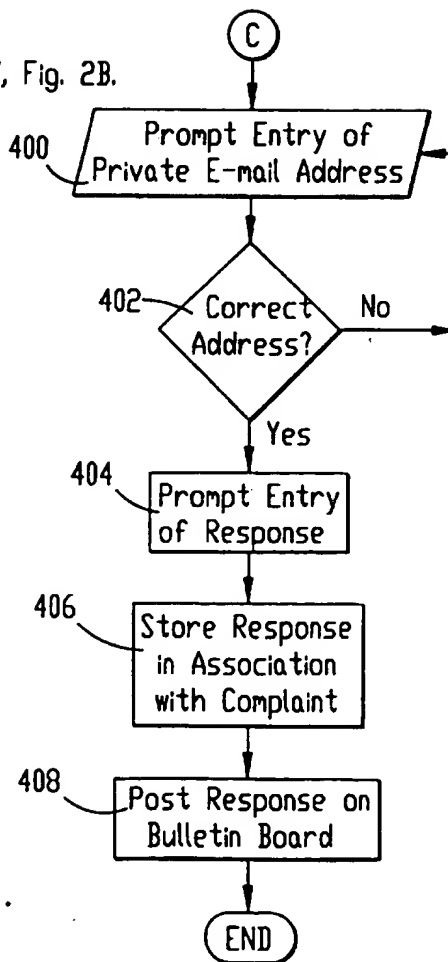 C
, Fig. 2B.
400
Prompt Entry of
Private E-mail Address
402
Correct
Address?
No
Yes
404
Prompt Entry
of Response
406
Store Response
in Association
with Complaint
408
Post Response on
Bulletin Board
END